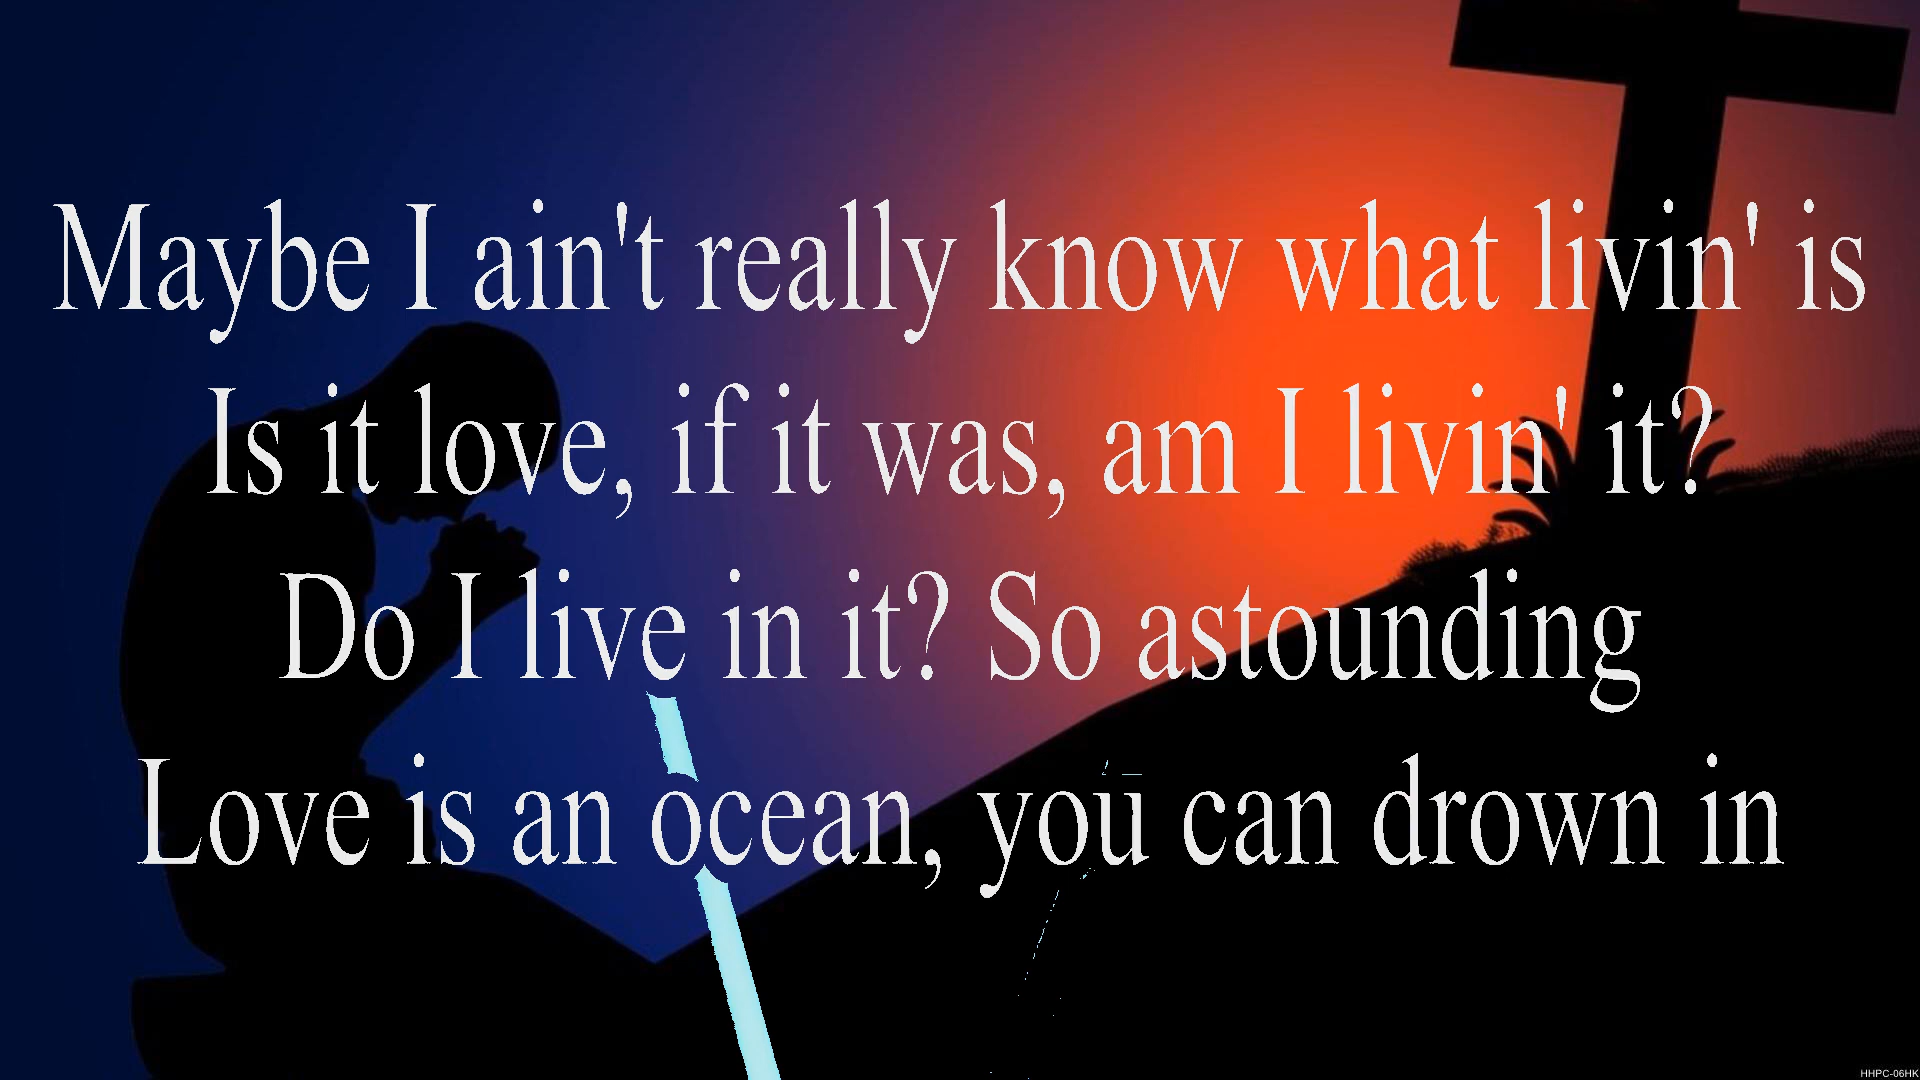 Maybe I ain't really know what livin' is
Is it love, if it was, am I livin' it?
Do I live in it? So astounding
Love is an ocean, you can drown in
HHPC-06HK